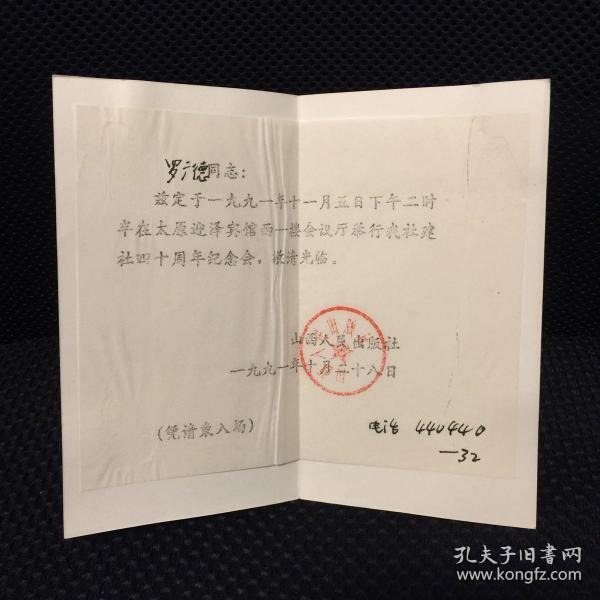 罗广德同志：
兹定于一九九一年十一月五日下午二时
半在太原迎泽宾馆西一楼会议厅举行我社建
社四十周年纪念会，敬请光临。
山西人民出版社
一九九一年十月二十八日
(凭请柬入场)
电话 440440
—32
孔夫子旧書网
www.kongfz.com